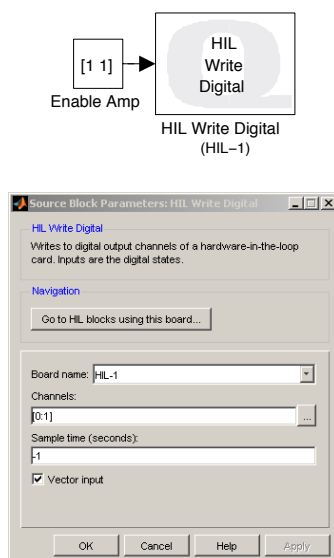 [1 1]
Enable Amp
HIL
Write
Digital
HIL Write Digital
(HIL−1)
Source Block Parameters: HIL Write Digital
HIL Write Digital
Writes to digital output channels of a hardware-in-the-loop
card. Inputs are the digital states.
Navigation
Go to HIL blocks using this board...
Board name: HIL-1
Channels:
[0:1]
...
Sample time (seconds):
-1
Vector input
OK Cancel Help Apply